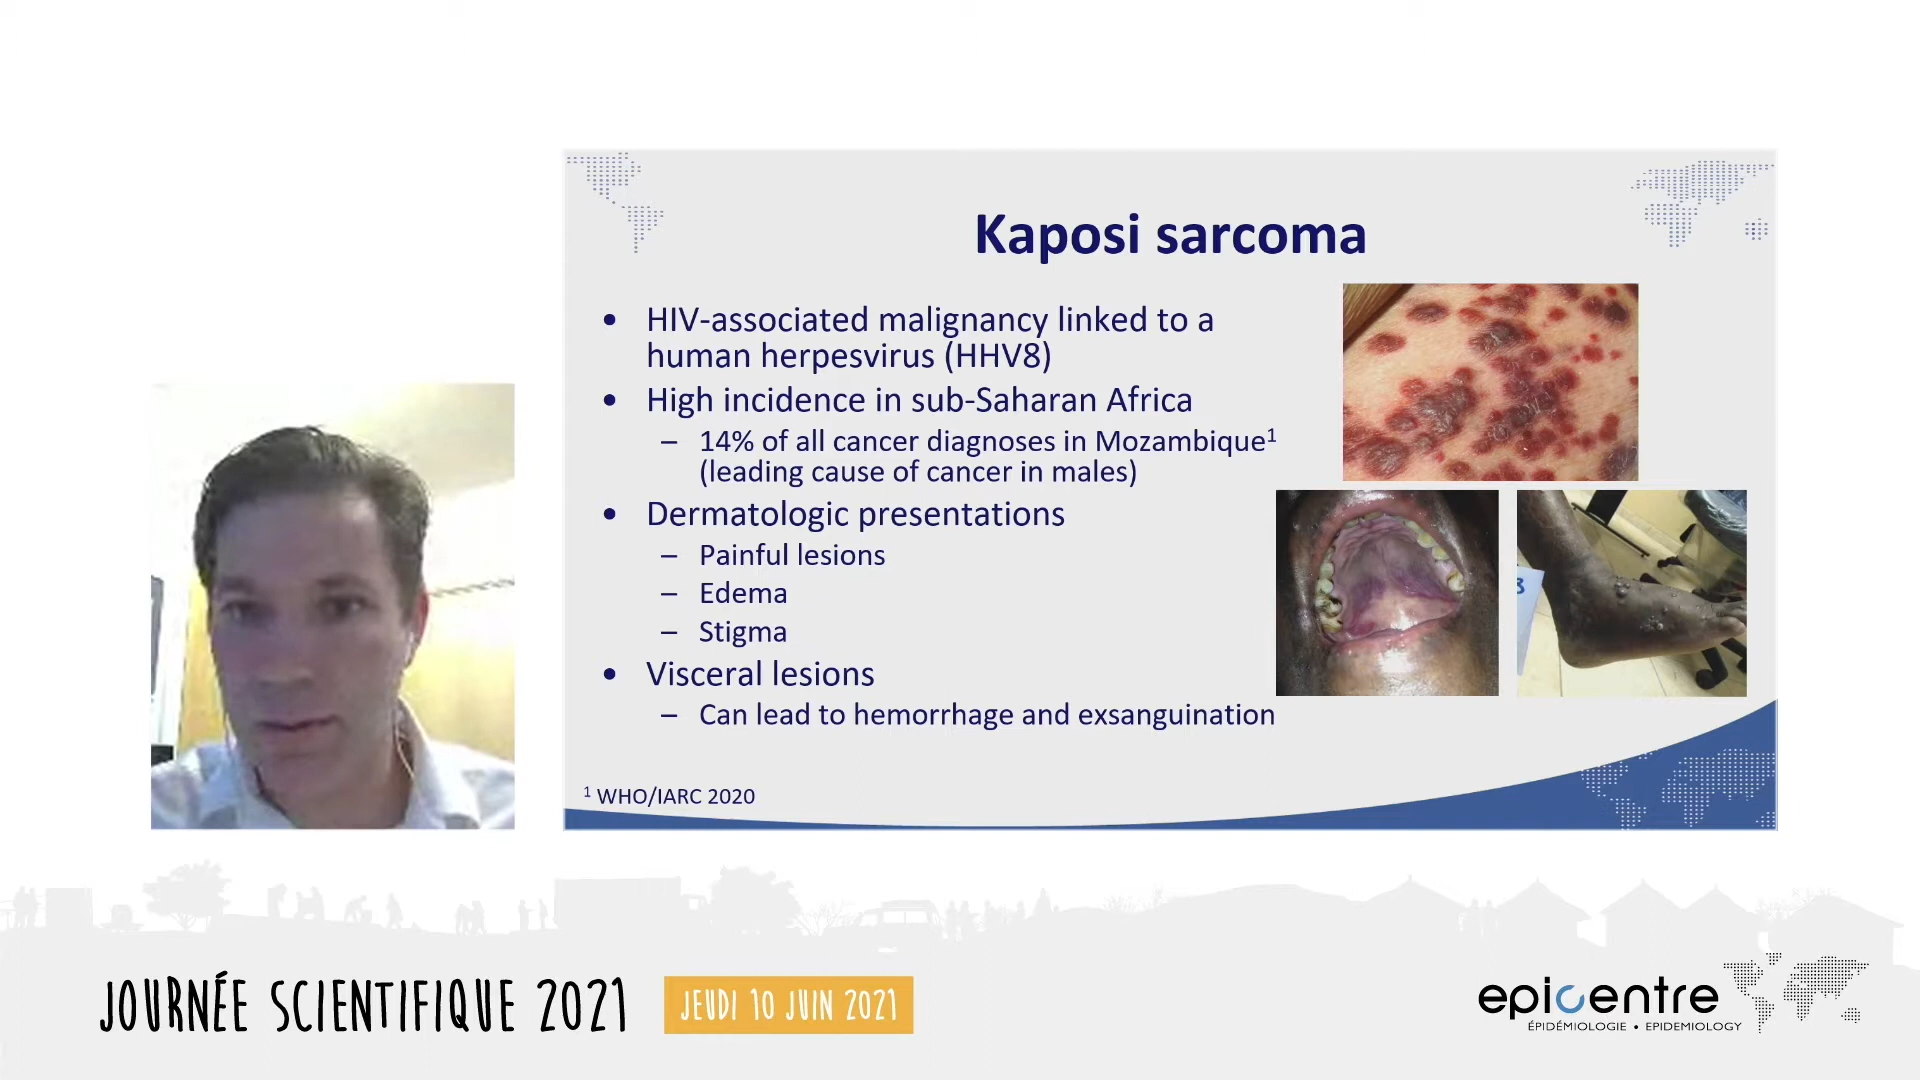 Kaposi sarcoma
• HIV-associated malignancy linked to a
human herpesvirus (HHV8)
• High incidence in sub-Saharan Africa
– 14% of all cancer diagnoses in Mozambique¹
(leading cause of cancer in males)
• Dermatologic presentations
– Painful lesions
– Edema
– Stigma
• Visceral lesions
– Can lead to hemorrhage and exsanguination
¹ WHO/IARC 2020
8
JOURNÉE SCIENTIFIQUE 2021
JEUDI 10 JUIN 2021
epicentre
ÉPIDÉMIOLOGIE • EPIDEMIOLOGY